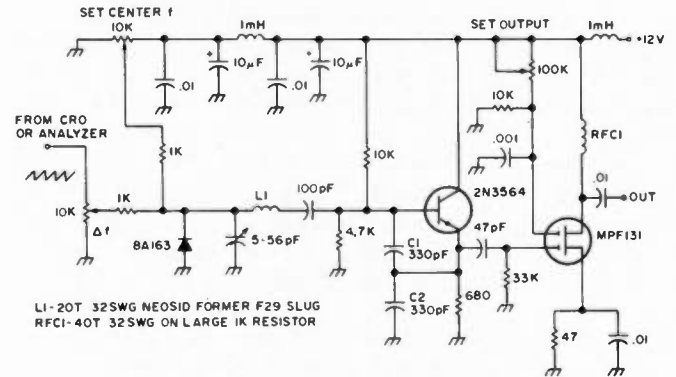 SET CENTER f
10K
1mH
.01
10µF
.01
10µF
SET OUTPUT
100K
1mH
+12V
10K
.001
RFC1
.01
OUT
FROM CRO
OR ANALYZER
1K
10K
10K
Δf
1K
L1
100pF
2N3564
47pF
MPF131
8A163
5-56pF
4.7K
C1
330pF
C2
330pF
680
33K
47
.01
L1-20T 32SWG NEOSID FORMER F29 SLUG
RFC1-40T 32SWG ON LARGE 1K RESISTOR